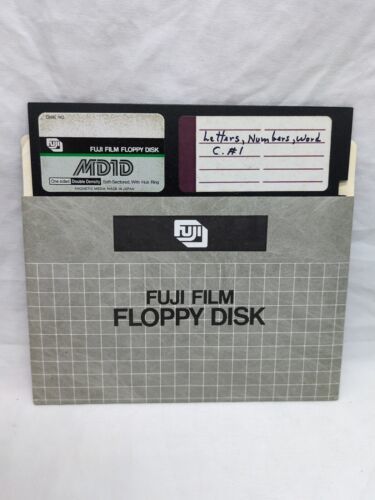 DISK NO.
FUJI FILM FLOPPY DISK
MD1D
One sided Double Density Soft-Sectored, With Hub Ring
MAGNETIC MEDIA MADE IN JAPAN
Letters, Numbers, Word
C. #1
FUJI
FUJI FILM
FLOPPY DISK